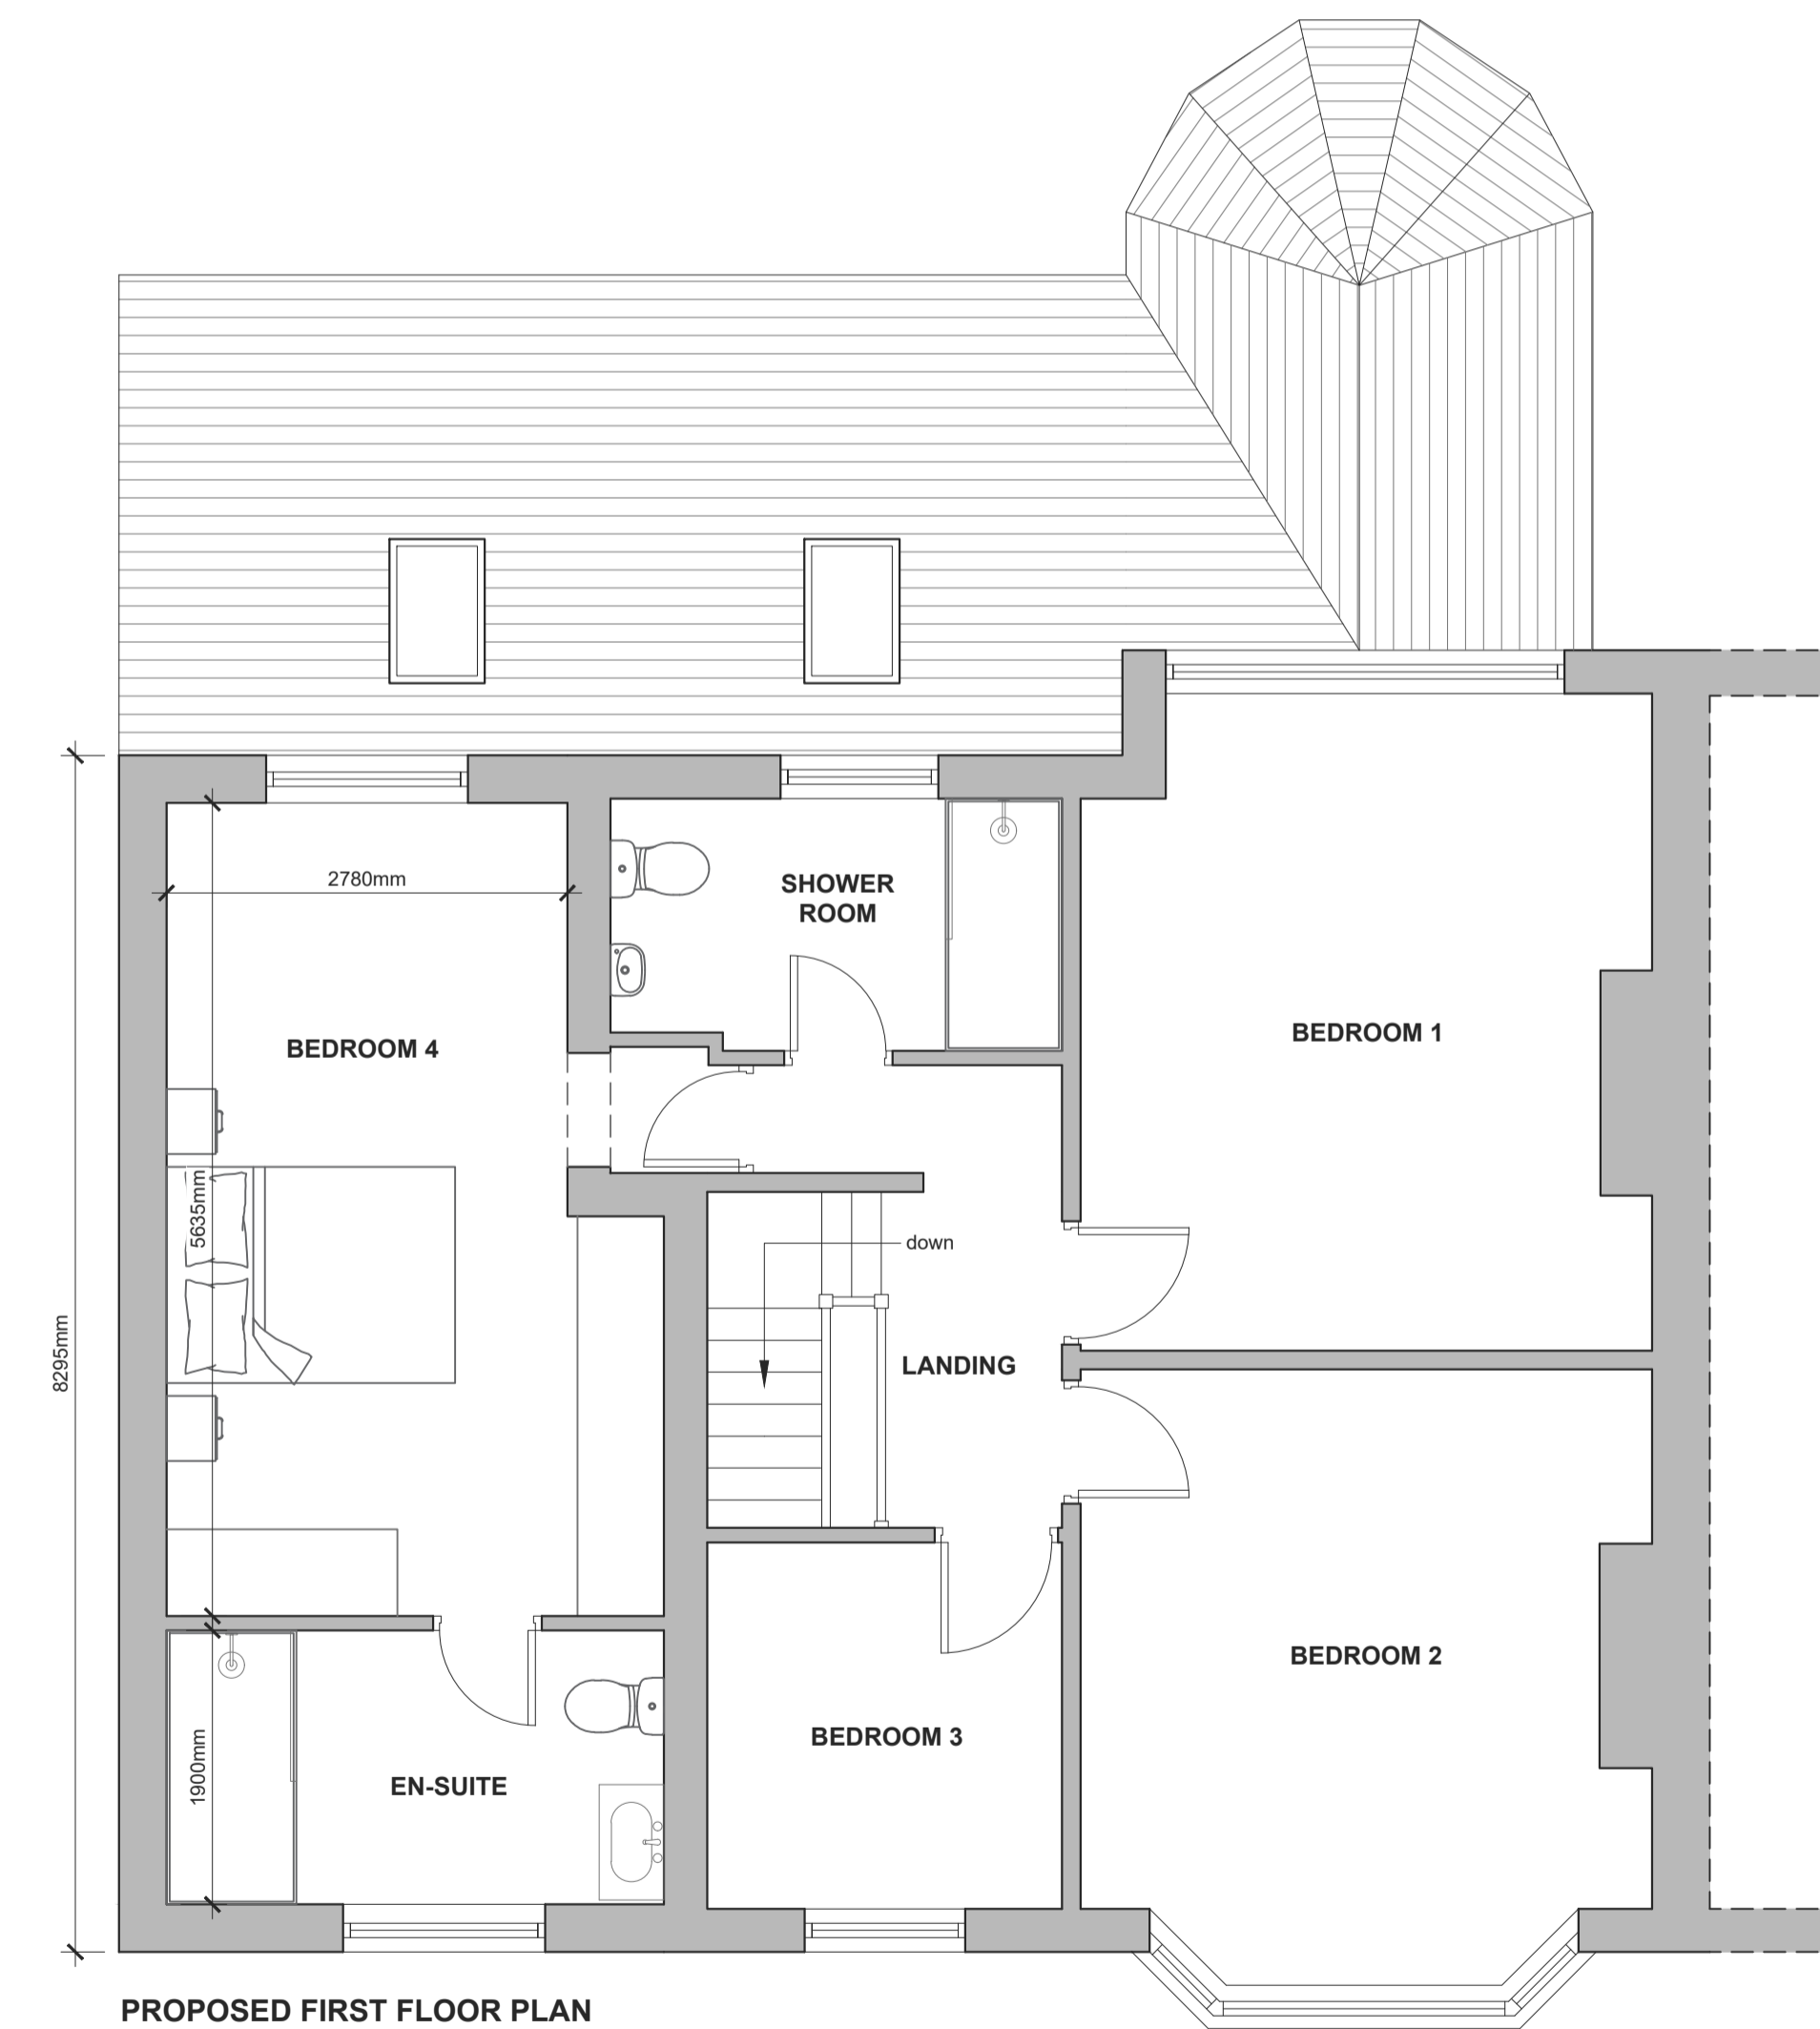 2780mm
SHOWER
ROOM
BEDROOM 4
BEDROOM 1
5635mm
down
8295mm
LANDING
BEDROOM 2
BEDROOM 3
1900mm
EN-SUITE
PROPOSED FIRST FLOOR PLAN